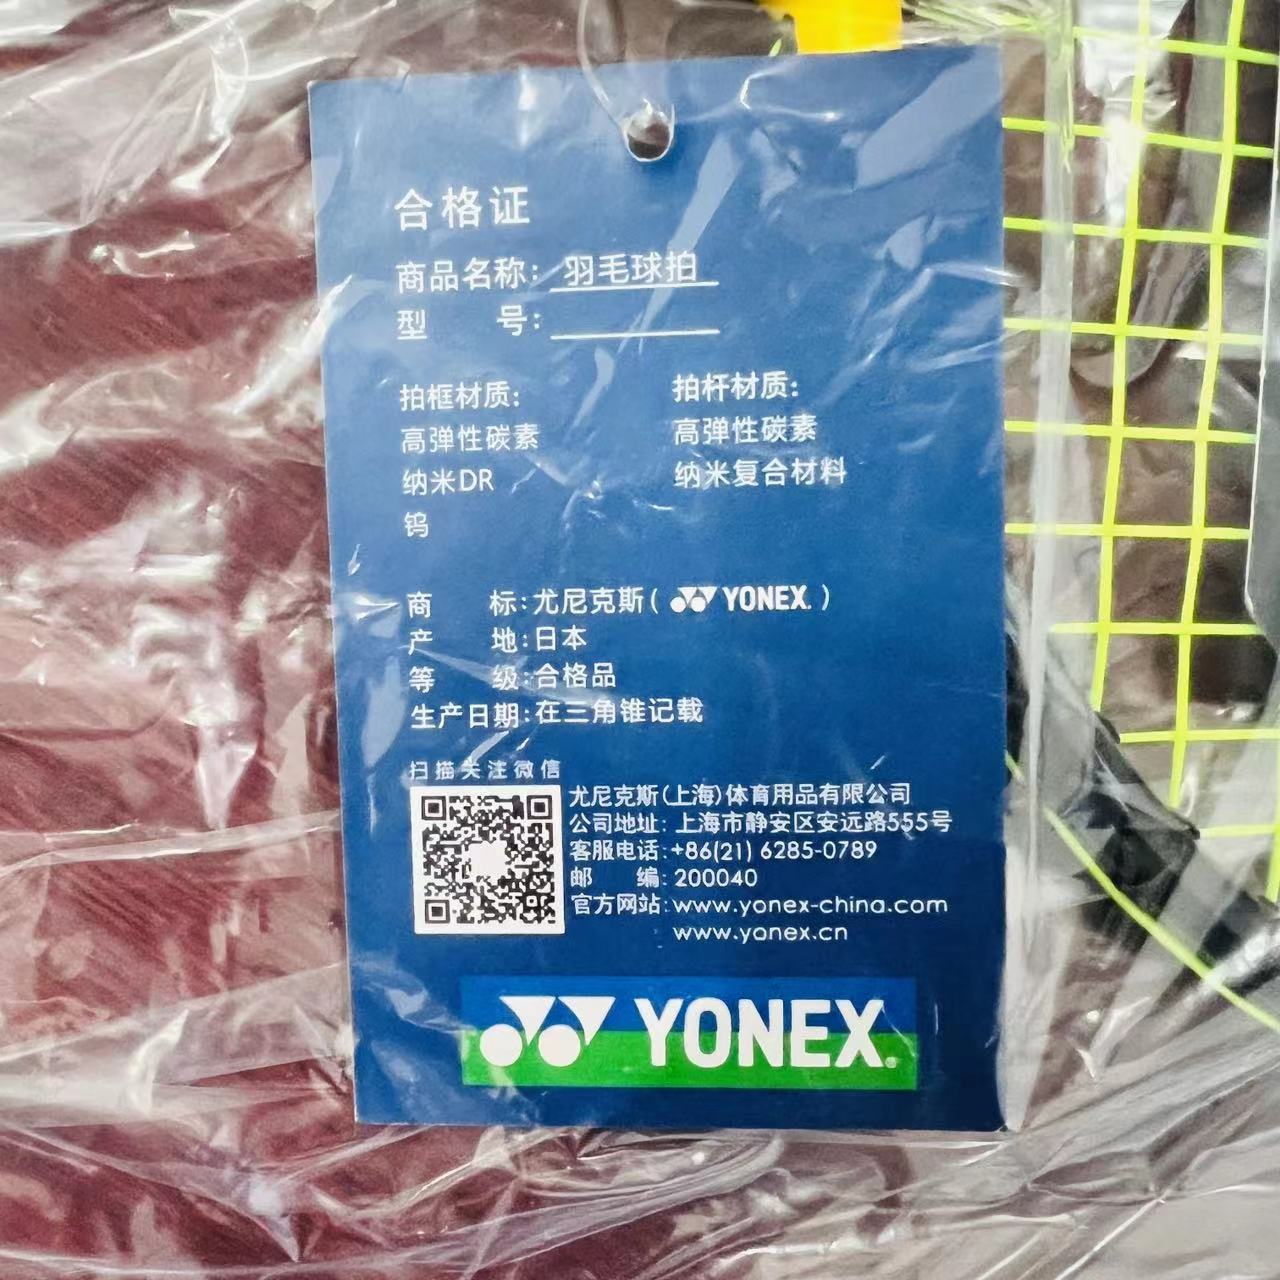 合格证
商品名称：羽毛球拍
型 号：
拍框材质：
高弹性碳素
纳米DR
钨
拍杆材质：
高弹性碳素
纳米复合材料
商 标：尤尼克斯（YONEX.）
产 地：日本
等 级：合格品
生产日期：在三角锥记载
扫描关注微信
尤尼克斯(上海)体育用品有限公司
公司地址：上海市静安区安远路555号
客服电话：+86(21) 6285-0789
邮 编：200040
官方网站：www.yonex-china.com
www.yonex.cn
YONEX.